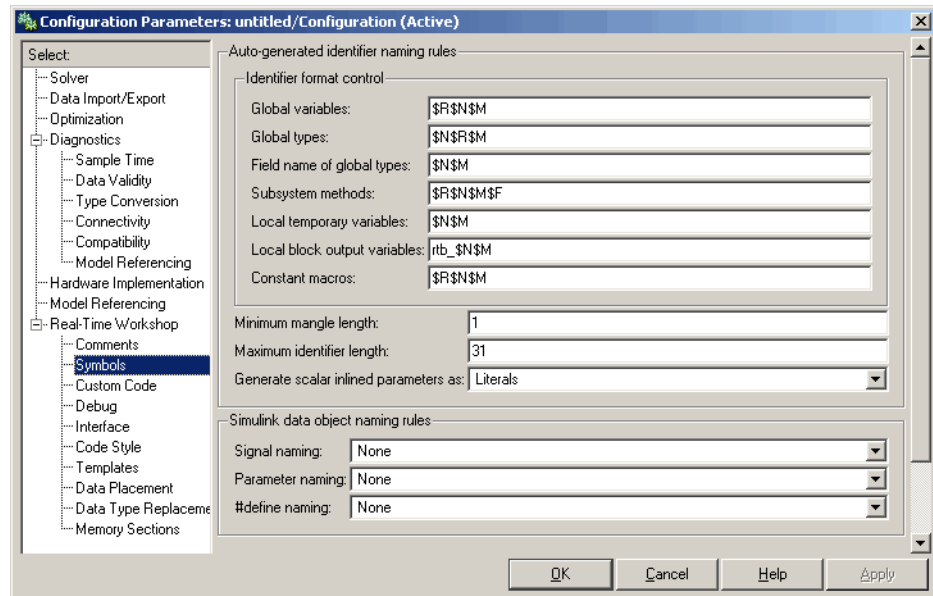 Configuration Parameters: untitled/Configuration (Active)
Select:
Solver
Data Import/Export
Optimization
Diagnostics
Sample Time
Data Validity
Type Conversion
Connectivity
Compatibility
Model Referencing
Hardware Implementation
Model Referencing
Real-Time Workshop
Comments
Symbols
Custom Code
Debug
Interface
Code Style
Templates
Data Placement
Data Type Replaceme
Memory Sections
Auto-generated identifier naming rules
Identifier format control
Global variables: $R$N$M
Global types: $N$R$M
Field name of global types: $N$M
Subsystem methods: $R$N$M$F
Local temporary variables: $N$M
Local block output variables: rtb_$N$M
Constant macros: $R$N$M
Minimum mangle length: 1
Maximum identifier length: 31
Generate scalar inlined parameters as: Literals
Simulink data object naming rules
Signal naming: None
Parameter naming: None
#define naming: None
OK Cancel Help Apply